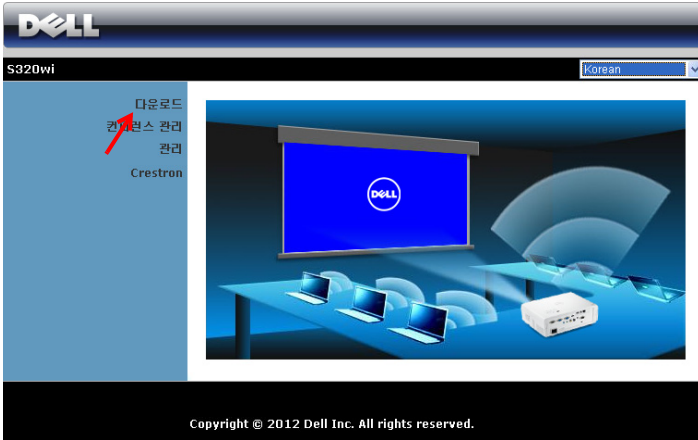 DELL
S320wi
Korean
다운로드
컨퍼런스 관리
관리
Crestron
DELL
Copyright © 2012 Dell Inc. All rights reserved.